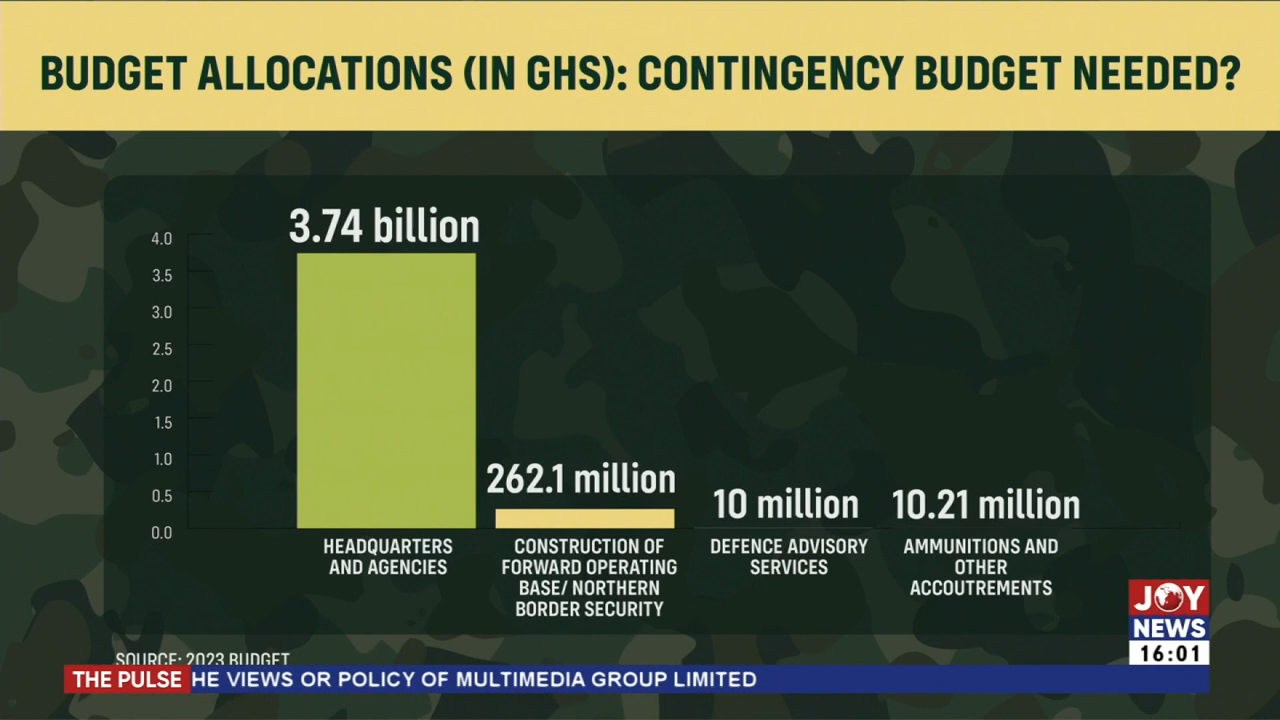 BUDGET ALLOCATIONS (IN GHS): CONTINGENCY BUDGET NEEDED?
3.74 billion
4.0
3.5
3.0
2.5
2.0
1.5
1.0
0.5
0.0
262.1 million
10 million
10.21 million
HEADQUARTERS
AND AGENCIES
CONSTRUCTION OF
FORWARD OPERATING
BASE/ NORTHERN
BORDER SECURITY
DEFENCE ADVISORY
SERVICES
AMMUNITIONS AND
OTHER
ACCOUTREMENTS
SOURCE: 2023 BUDGET
JOY
NEWS
16:01
THE PULSE
HE VIEWS OR POLICY OF MULTIMEDIA GROUP LIMITED